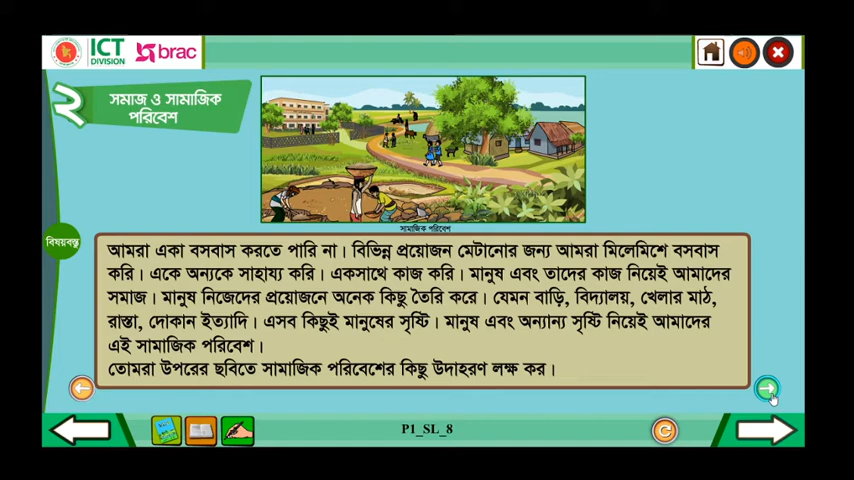 ICT
DIVISION
brac
২
সমাজ ও সামাজিক
পরিবেশ
সামাজিক পরিবেশ
বিষয়বস্তু
আমরা একা বসবাস করতে পারি না। বিভিন্ন প্রয়োজন মেটানোর জন্য আমরা মিলেমিশে বসবাস
করি। একে অন্যকে সাহায্য করি। একসাথে কাজ করি। মানুষ এবং তাদের কাজ নিয়েই আমাদের
সমাজ। মানুষ নিজেদের প্রয়োজনে অনেক কিছু তৈরি করে। যেমন বাড়ি, বিদ্যালয়, খেলার মাঠ,
রাস্তা, দোকান ইত্যাদি। এসব কিছুই মানুষের সৃষ্টি। মানুষ এবং অন্যান্য সৃষ্টি নিয়েই আমাদের
এই সামাজিক পরিবেশ।
তোমরা উপরের ছবিতে সামাজিক পরিবেশের কিছু উদাহরণ লক্ষ কর।
P1_SL_8